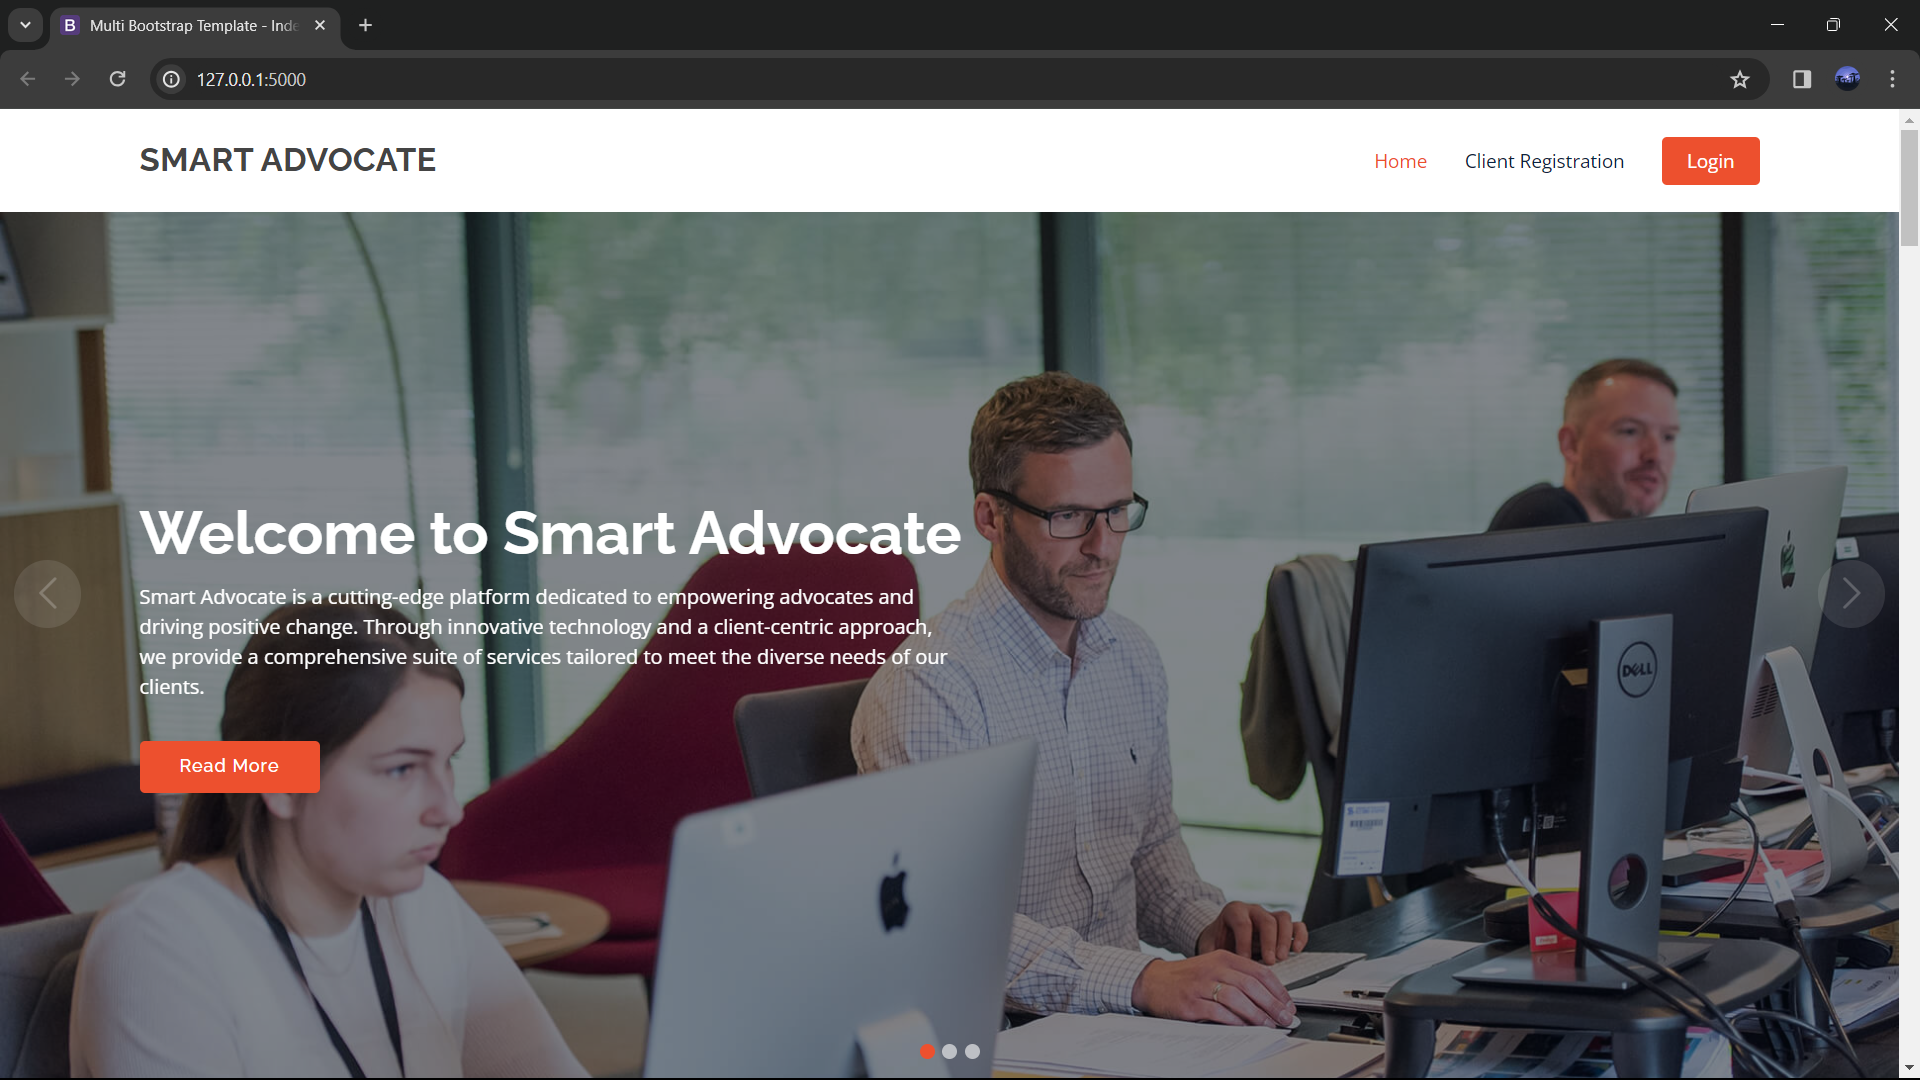 Multi Bootstrap Template - Inde
127.0.0.1:5000
SMART ADVOCATE
Home
Client Registration
Login
Welcome to Smart Advocate
Smart Advocate is a cutting-edge platform dedicated to empowering advocates and
driving positive change. Through innovative technology and a client-centric approach,
we provide a comprehensive suite of services tailored to meet the diverse needs of our
clients.
Read More
DELL